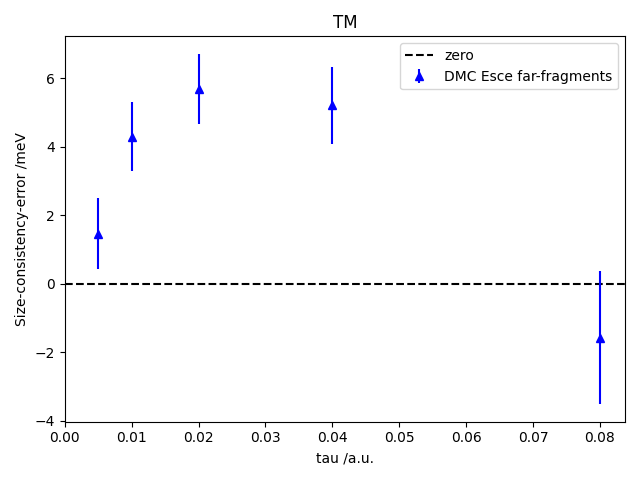 TM
zero
DMC Esce far-fragments
Size-consistency-error /meV
6
4
2
0
−2
−4
0.00 0.01 0.02 0.03 0.04 0.05 0.06 0.07 0.08
tau /a.u.